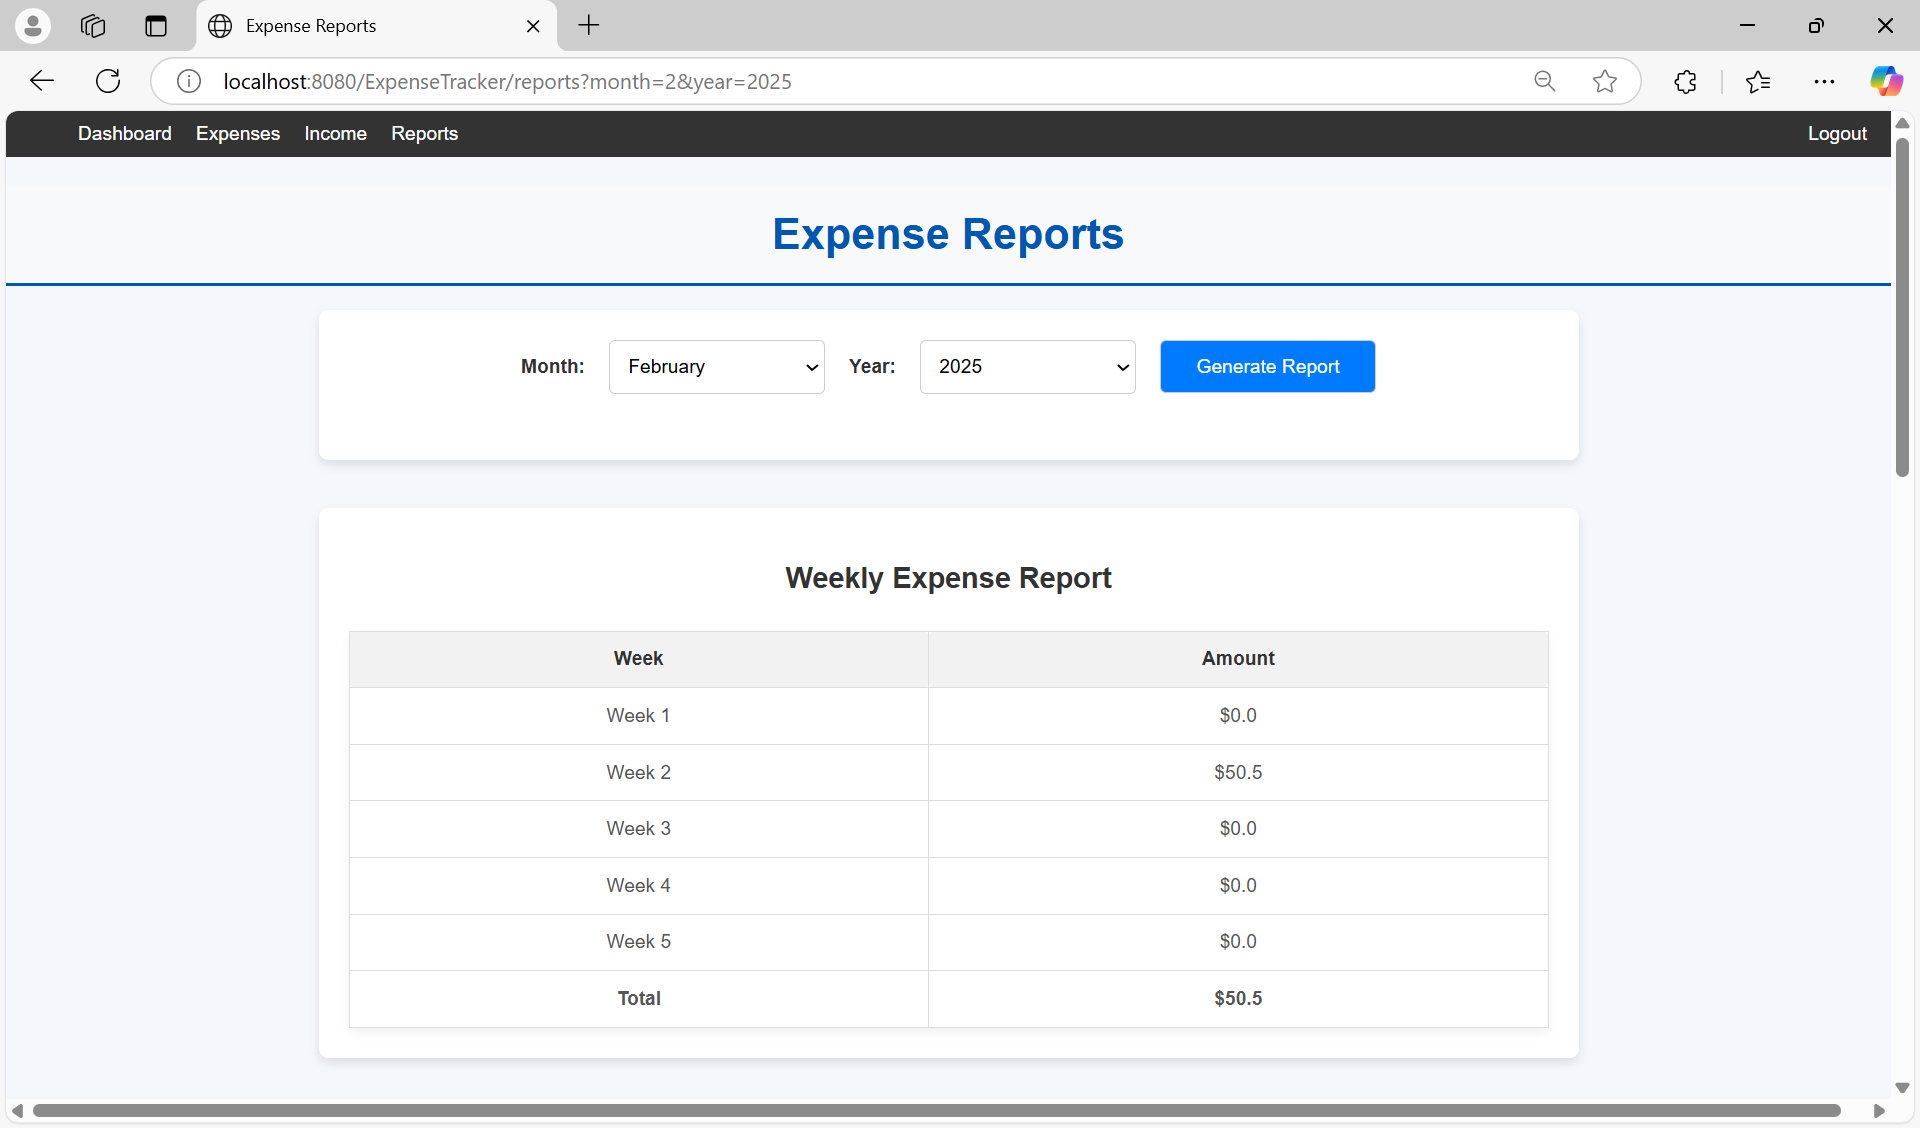 Expense Reports
localhost:8080/ExpenseTracker/reports?month=2&year=2025
Dashboard Expenses Income Reports Logout
Expense Reports
Month: February Year: 2025 Generate Report
Weekly Expense Report
Week Amount
Week 1 $0.0
Week 2 $50.5
Week 3 $0.0
Week 4 $0.0
Week 5 $0.0
Total $50.5